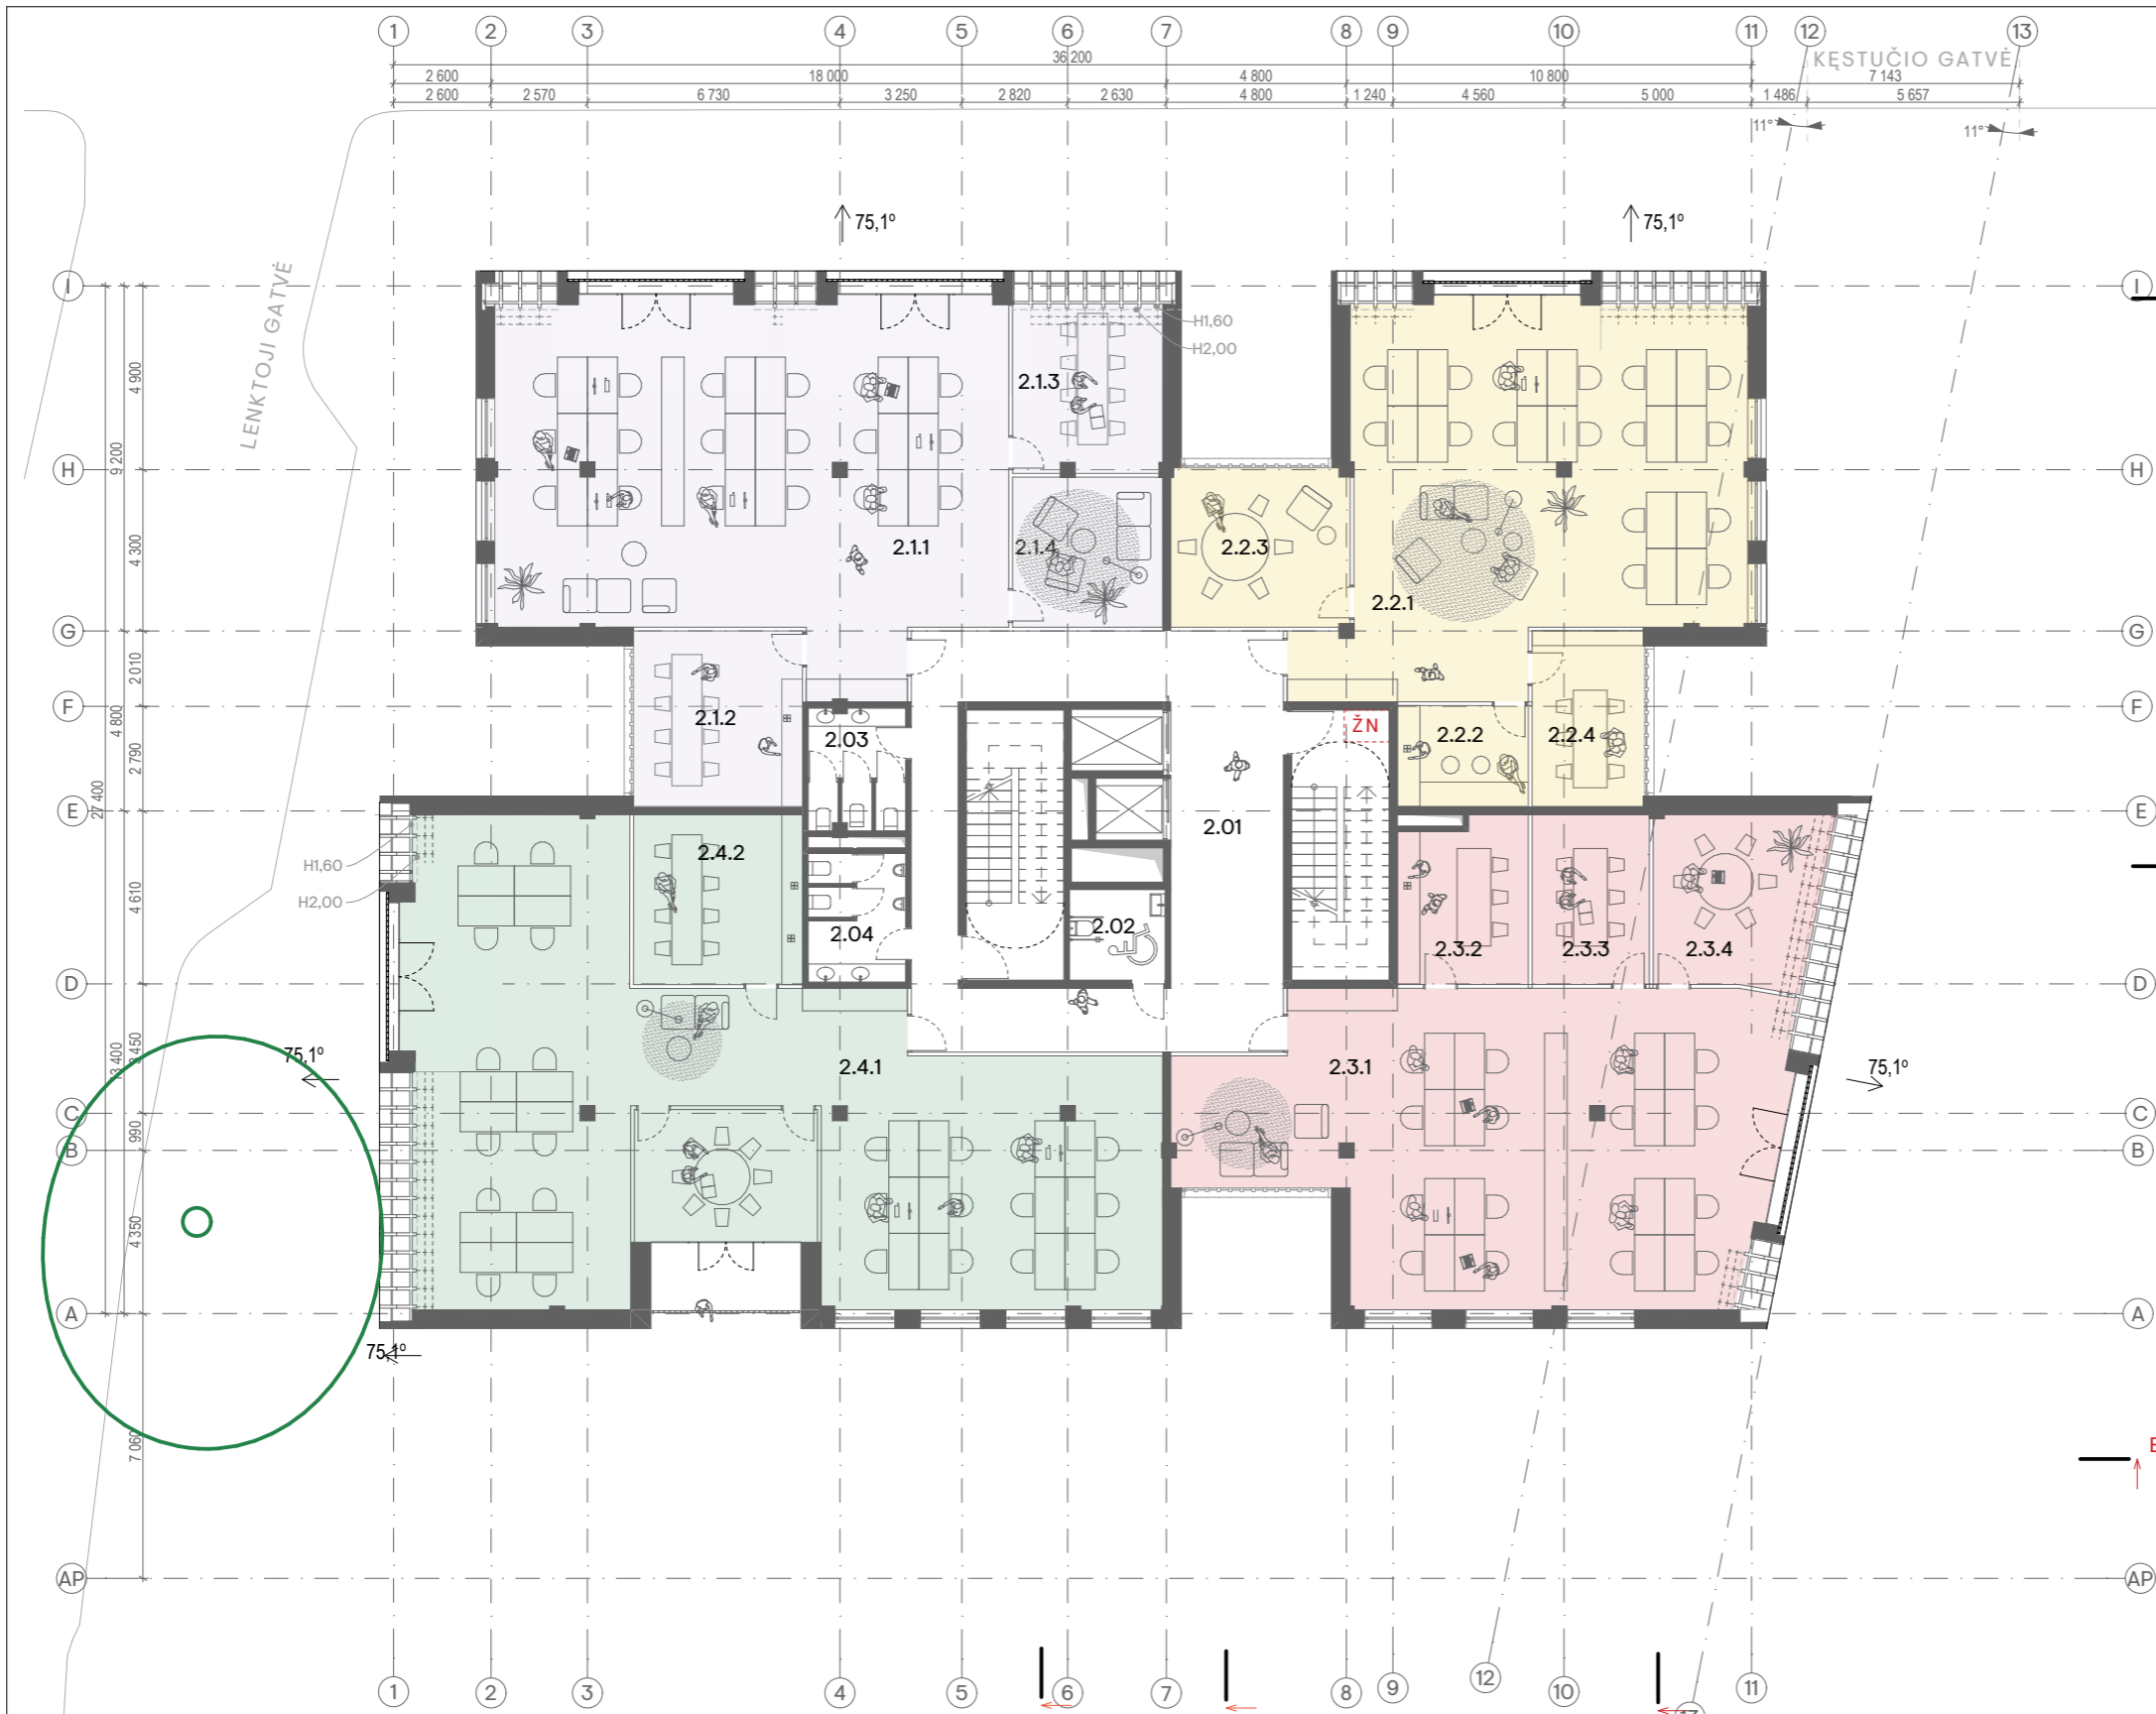 1 2 3 4 5 6 7 8 9 10 11 12 13
KĘSTUČIO GATVĖ
36 200
2 600 18 000 4 800 10 800 7 143
2 600 2 570 6 730 3 250 2 820 2 630 4 800 1 240 4 560 5 000 1 486 5 657
11° 11°
75,1° 75,1°
LENKTOJI GATVĖ
I I
H1,60
H2,00
4 900
2.1.3
9 200
H H
4 300
2.1.1 2.1.4 2.2.3
2.2.1
G G
2 010
F F
4 800
2.1.2 2.03 ŽN 2.2.2 2.2.4
2 790
27 400
E E
2.01
H1,60
H2,00
2.4.2
4 610
2.04 2.02 2.3.2 2.3.3 2.3.4
D D
3 450
13 400
75,1° 2.4.1 2.3.1 75,1°
C C
990
B B
4 350
A A
75,1°
7 060
E
AP AP
1 2 3 4 5 6 7 8 9 12 10 11
13